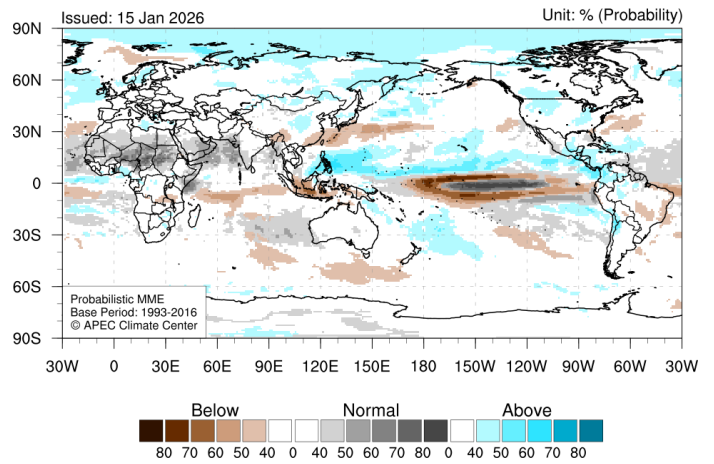 Issued: 15 Jan 2026
Unit: % (Probability)
90N
60N
30N
0
30S
60S
90S
Probabilistic MME
Base Period: 1993-2016
© APEC Climate Center
30W 0 30E 60E 90E 120E 150E 180 150W 120W 90W 60W 30W
Below Normal Above
80 70 60 50 40 0 40 50 60 70 80 0 40 50 60 70 80